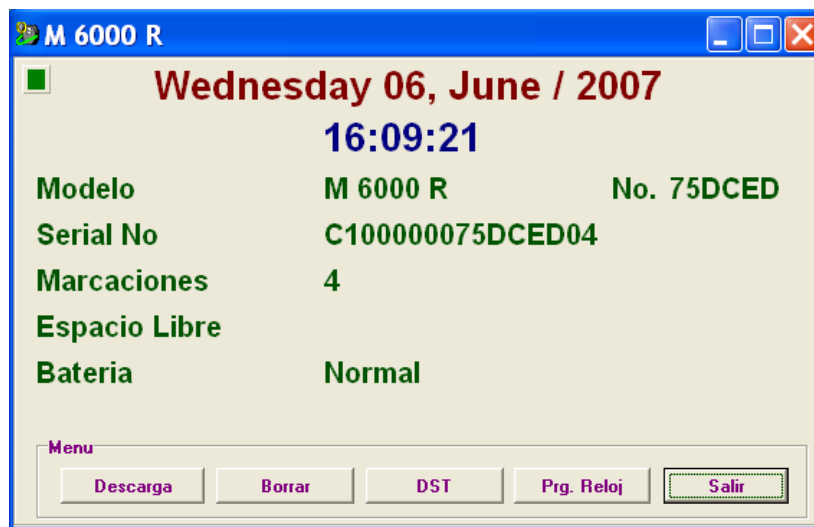 M 6000 R
Wednesday 06, June / 2007
16:09:21
Modelo M 6000 R No. 75DCED
Serial No C100000075DCED04
Marcaciones 4
Espacio Libre
Bateria Normal
Menu
Descarga Borrar DST Prg. Reloj Salir